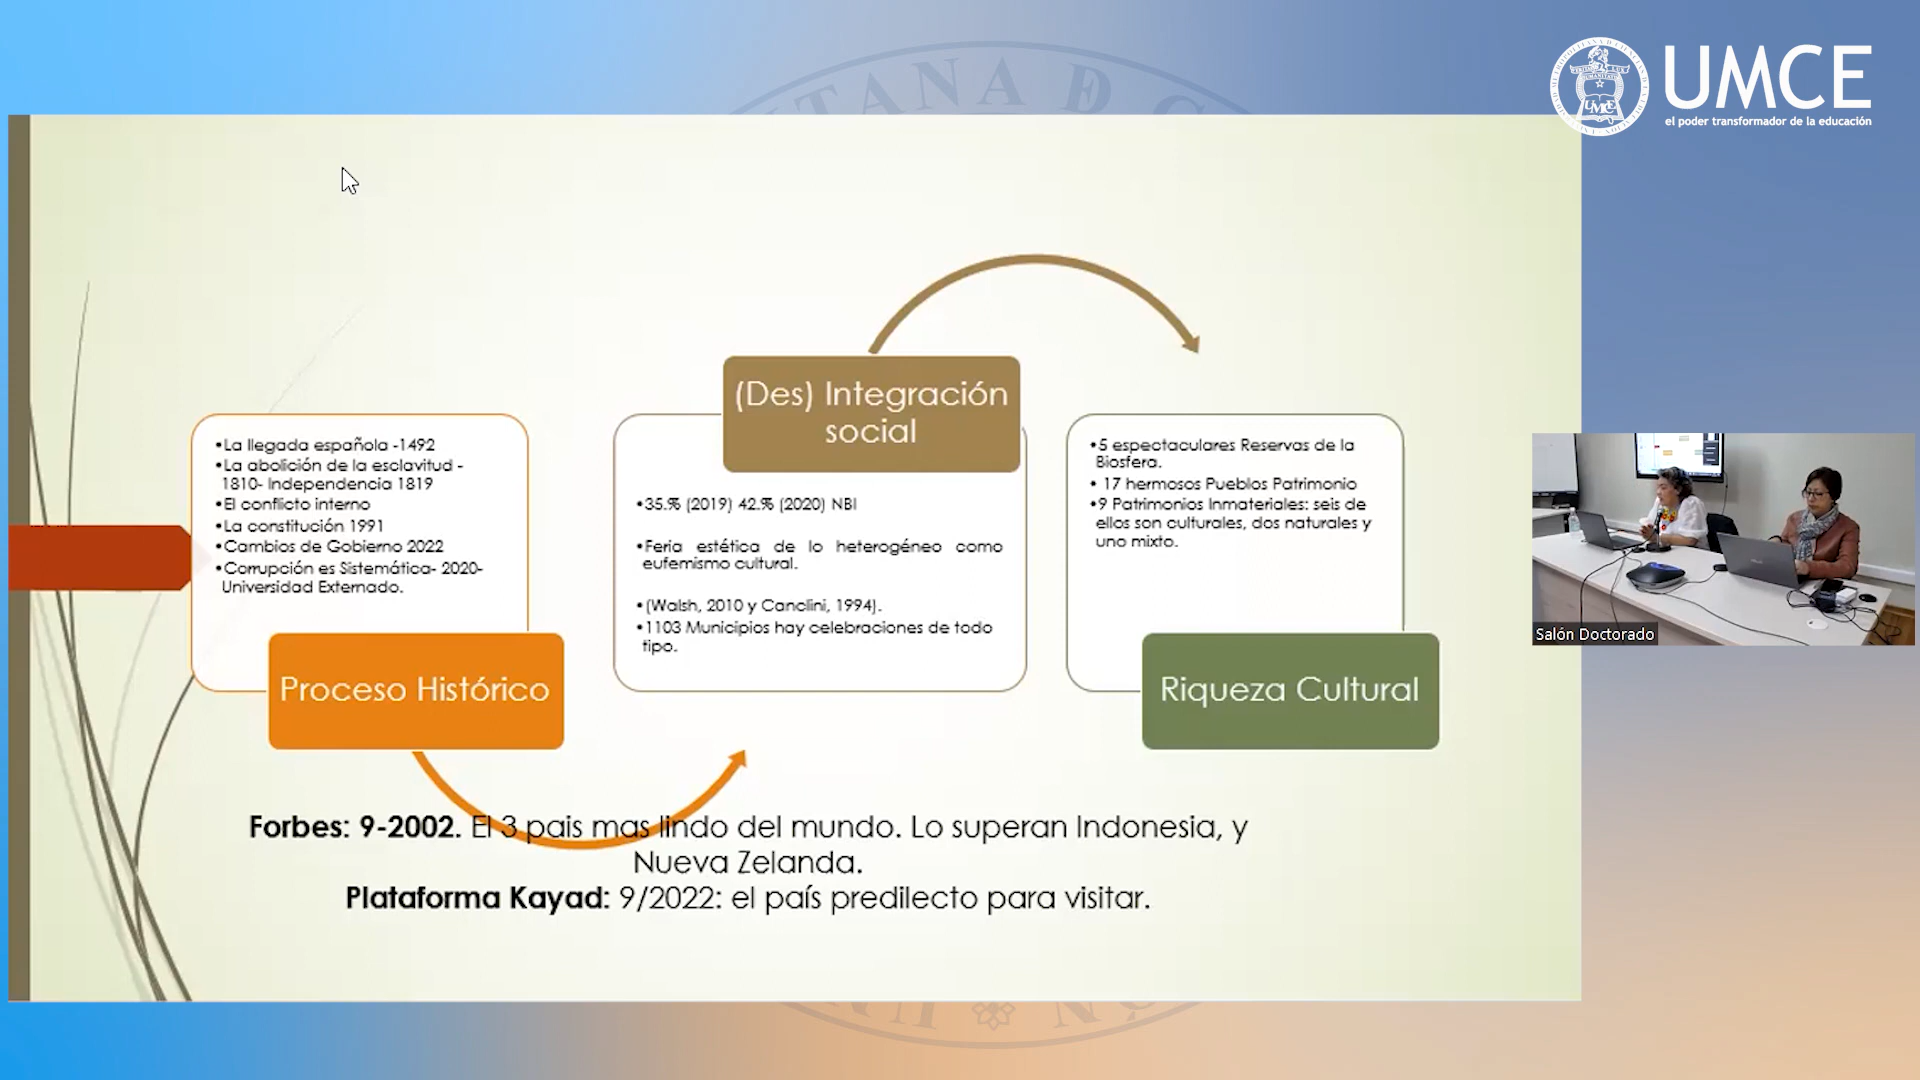 UMCE
el poder transformador de la educación
TANA D C
(Des) Integración
social
•La llegada española -1492
•La abolición de la esclavitud -
1810- Independencia 1819
•El conflicto interno
•La constitución 1991
•Cambios de Gobierno 2022
•Corrupción es Sistemática- 2020-
Universidad Externado.
Proceso Histórico
•35.% (2019) 42.% (2020) NBI
•Feria estética de lo heterogéneo como
eufemismo cultural.
•(Walsh, 2010 y Canclini, 1994).
•1103 Municipios hay celebraciones de todo
tipo.
•5 espectaculares Reservas de la
Biosfera.
• 17 hermosos Pueblos Patrimonio
•9 Patrimonios Inmateriales: seis de
ellos son culturales, dos naturales y
uno mixto.
Riqueza Cultural
Forbes: 9-2002. El 3 pais mas lindo del mundo. Lo superan Indonesia, y
Nueva Zelanda.
Plataforma Kayad: 9/2022: el país predilecto para visitar.
Salón Doctorado